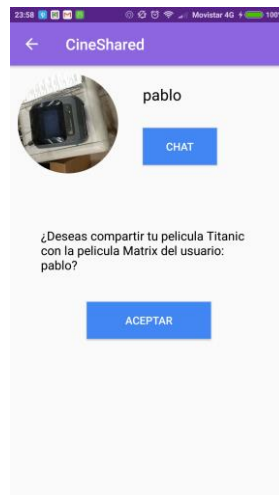 23:58 Movistar 4G 100%
CineShared
pablo
CHAT
¿Deseas compartir tu pelicula Titanic
con la pelicula Matrix del usuario:
pablo?
ACEPTAR